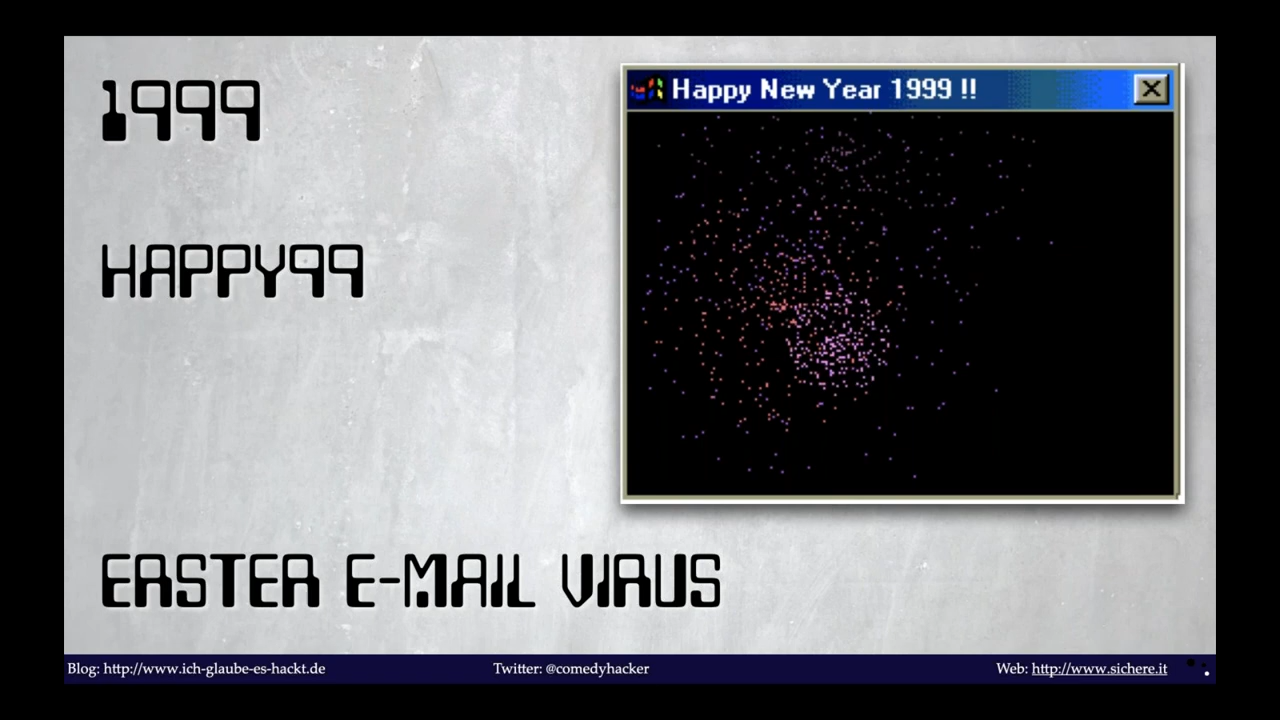 1999
Happy New Year 1999 !!
HAPPY99
ERSTER E-MAIL VIRUS
Blog: http://www.ich-glaube-es-hackt.de
Twitter: @comedyhacker
Web: http://www.sichere.it